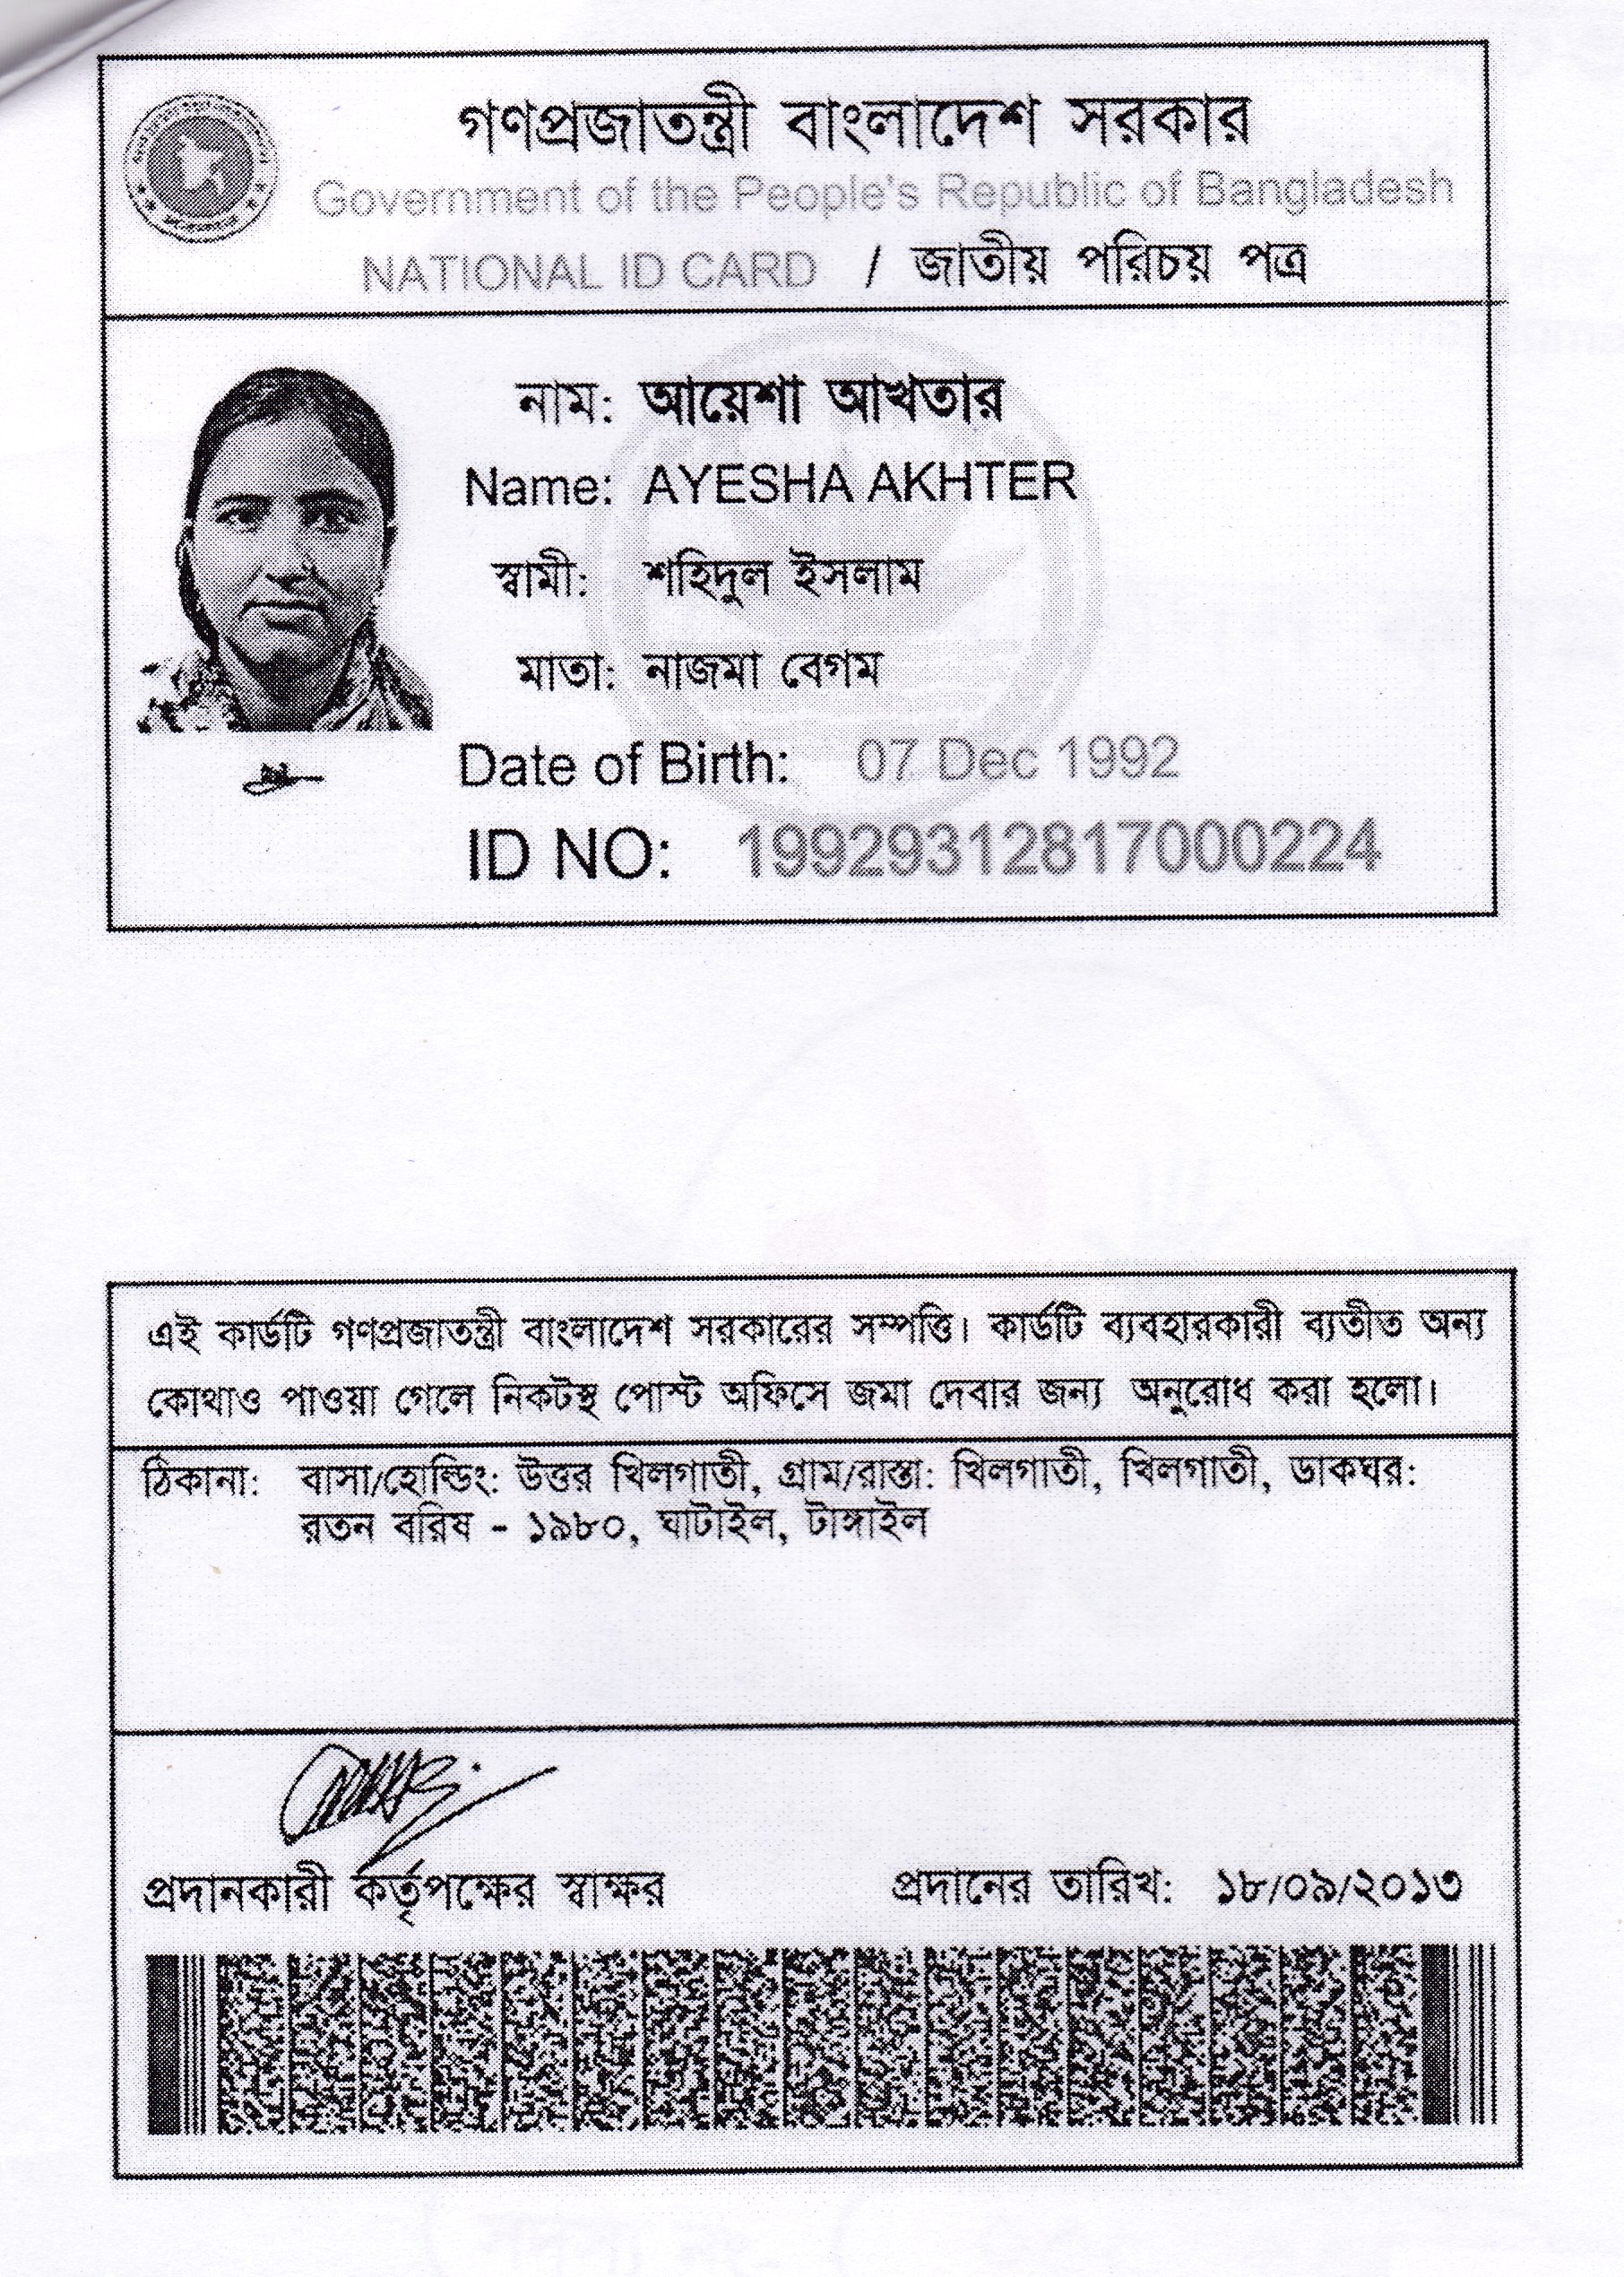 গণপ্রজাতন্ত্রী বাংলাদেশ সরকার
Government of the People's Republic of Bangladesh
NATIONAL ID CARD / জাতীয় পরিচয় পত্র
নাম: আয়েশা আখতার
Name: AYESHA AKHTER
স্বামী: শহিদুল ইসলাম
মাতা: নাজমা বেগম
Date of Birth: 07 Dec 1992
ID NO: 19929312817000224
এই কার্ডটি গণপ্রজাতন্ত্রী বাংলাদেশ সরকারের সম্পত্তি। কার্ডটি ব্যবহারকারী ব্যতীত অন্য
কোথাও পাওয়া গেলে নিকটস্থ পোস্ট অফিসে জমা দেবার জন্য অনুরোধ করা হলো।
ঠিকানা: বাসা/হোল্ডিং: উত্তর খিলগাতী, গ্রাম/রাস্তা: খিলগাতী, খিলগাতী, ডাকঘর:
রতন বরিষ - ১৯৮০, ঘাটাইল, টাঙ্গাইল
প্রদানকারী কর্তৃপক্ষের স্বাক্ষর প্রদানের তারিখ: ১৮/০৯/২০১৩